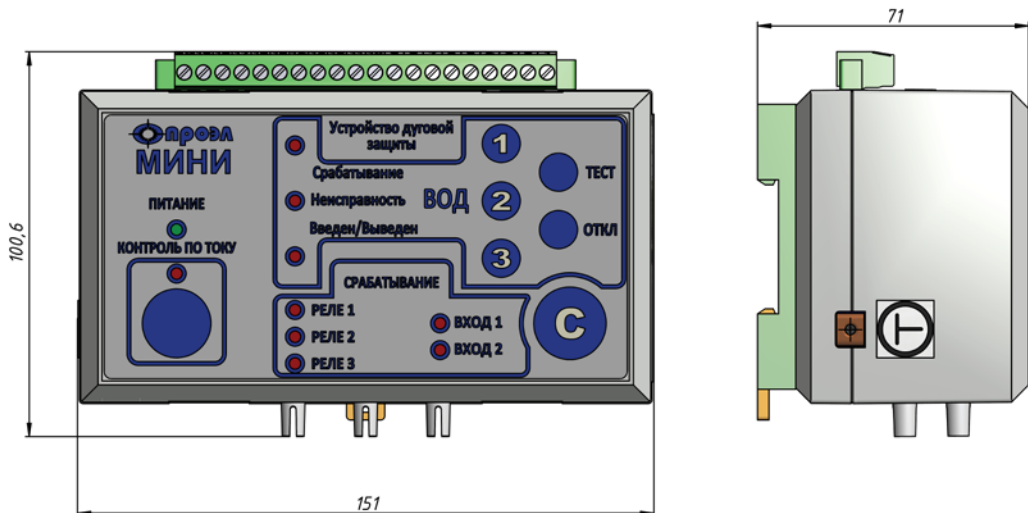 71
100,6
151
проэл
МИНИ
ПИТАНИЕ
КОНТРОЛЬ ПО ТОКУ
Устройство дуговой
защиты
Срабатывание
Неисправность
Введен/Выведен
ВОД
1
2
3
ТЕСТ
ОТКЛ
СРАБАТЫВАНИЕ
РЕЛЕ 1
РЕЛЕ 2
РЕЛЕ 3
ВХОД 1
ВХОД 2
С
Т